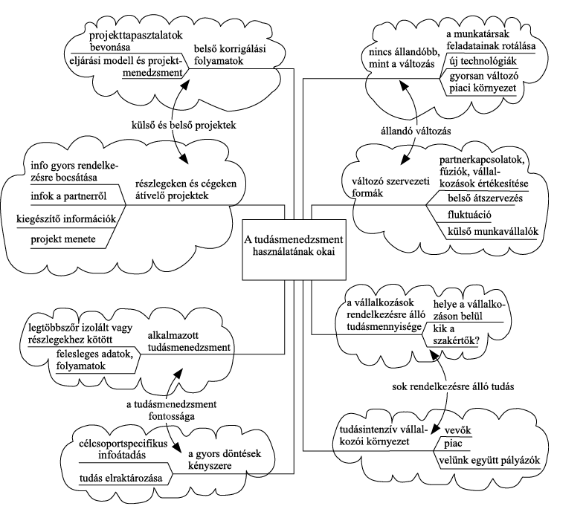 projekttapasztalatok
bevonása
eljárási modell és projekt-
menedzsment
belső korrigálási
folyamatok
külső és belső projektek
info gyors rendelke-
zésre bocsátása
infok a partnerről
kiegészítő információk
projekt menete
részlegeken és cégeken
átívelő projektek
nincs állandóbb,
mint a változás
a munkatársak
feladatainak rotálása
új technológiák
gyorsan változó
piaci környezet
állandó változás
változó szervezeti
formák
partnerkapcsolatok,
fúziók, vállal-
kozások értékesítése
belső átszervezés
fluktuáció
külső munkavállalók
A tudásmenedzsment
használatának okai
legtöbbször izolált vagy
részlegekhez kötött
felesleges adatok,
folyamatok
alkalmazott
tudásmenedzsment
a tudásmenedzsment
fontossága
célcsoportspecifikus
infoátadás
tudás elraktározása
a gyors döntések
kényszere
a vállalkozások
rendelkezésre álló
tudásmennyisége
helye a vállalko-
záson belül
kik a
szakértők?
sok rendelkezésre álló tudás
tudásintenzív vállal-
kozói környezet
vevők
piac
velünk együtt pályázók